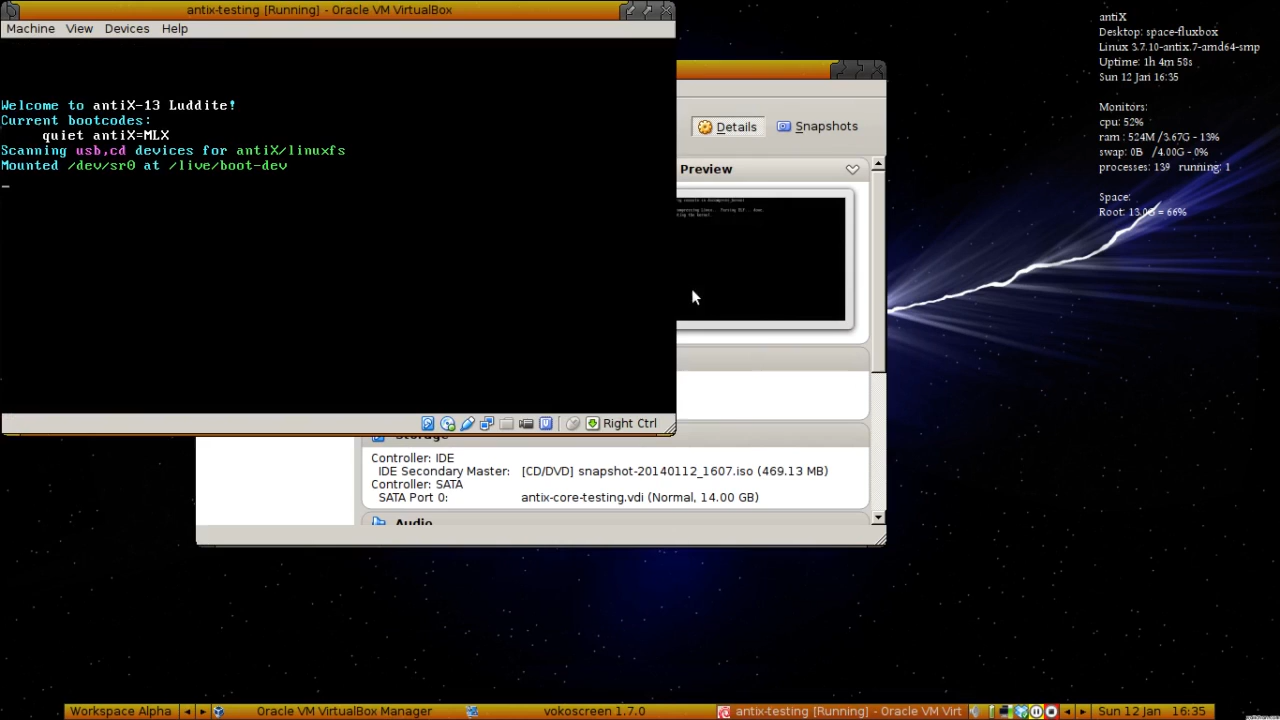 antix-testing [Running] - Oracle VM VirtualBox
Machine View Devices Help
Welcome to antiX-13 Luddite!
Current bootcodes:
quiet antiX=MLX
Scanning usb,cd devices for antiX/linuxfs
Mounted /dev/sr0 at /live/boot-dev
Right Ctrl
Details Snapshots
Preview
Storage
Controller: IDE
IDE Secondary Master: [CD/DVD] snapshot-20140112_1607.iso (469.13 MB)
Controller: SATA
SATA Port 0: antix-core-testing.vdi (Normal, 14.00 GB)
Audio
antiX
Desktop: space-fluxbox
Linux 3.7.10-antix.7-amd64-smp
Uptime: 1h 4m 58s
Sun 12 Jan 16:35
Monitors:
cpu: 52%
ram : 524M /3.67G - 13%
swap: 0B /4.00G - 0%
processes: 139 running: 1
Space:
Root: 13.0G = 66%
Workspace Alpha Oracle VM VirtualBox Manager vokoscreen 1.7.0 antix-testing [Running] - Oracle VM Virt Sun 12 Jan 16:35